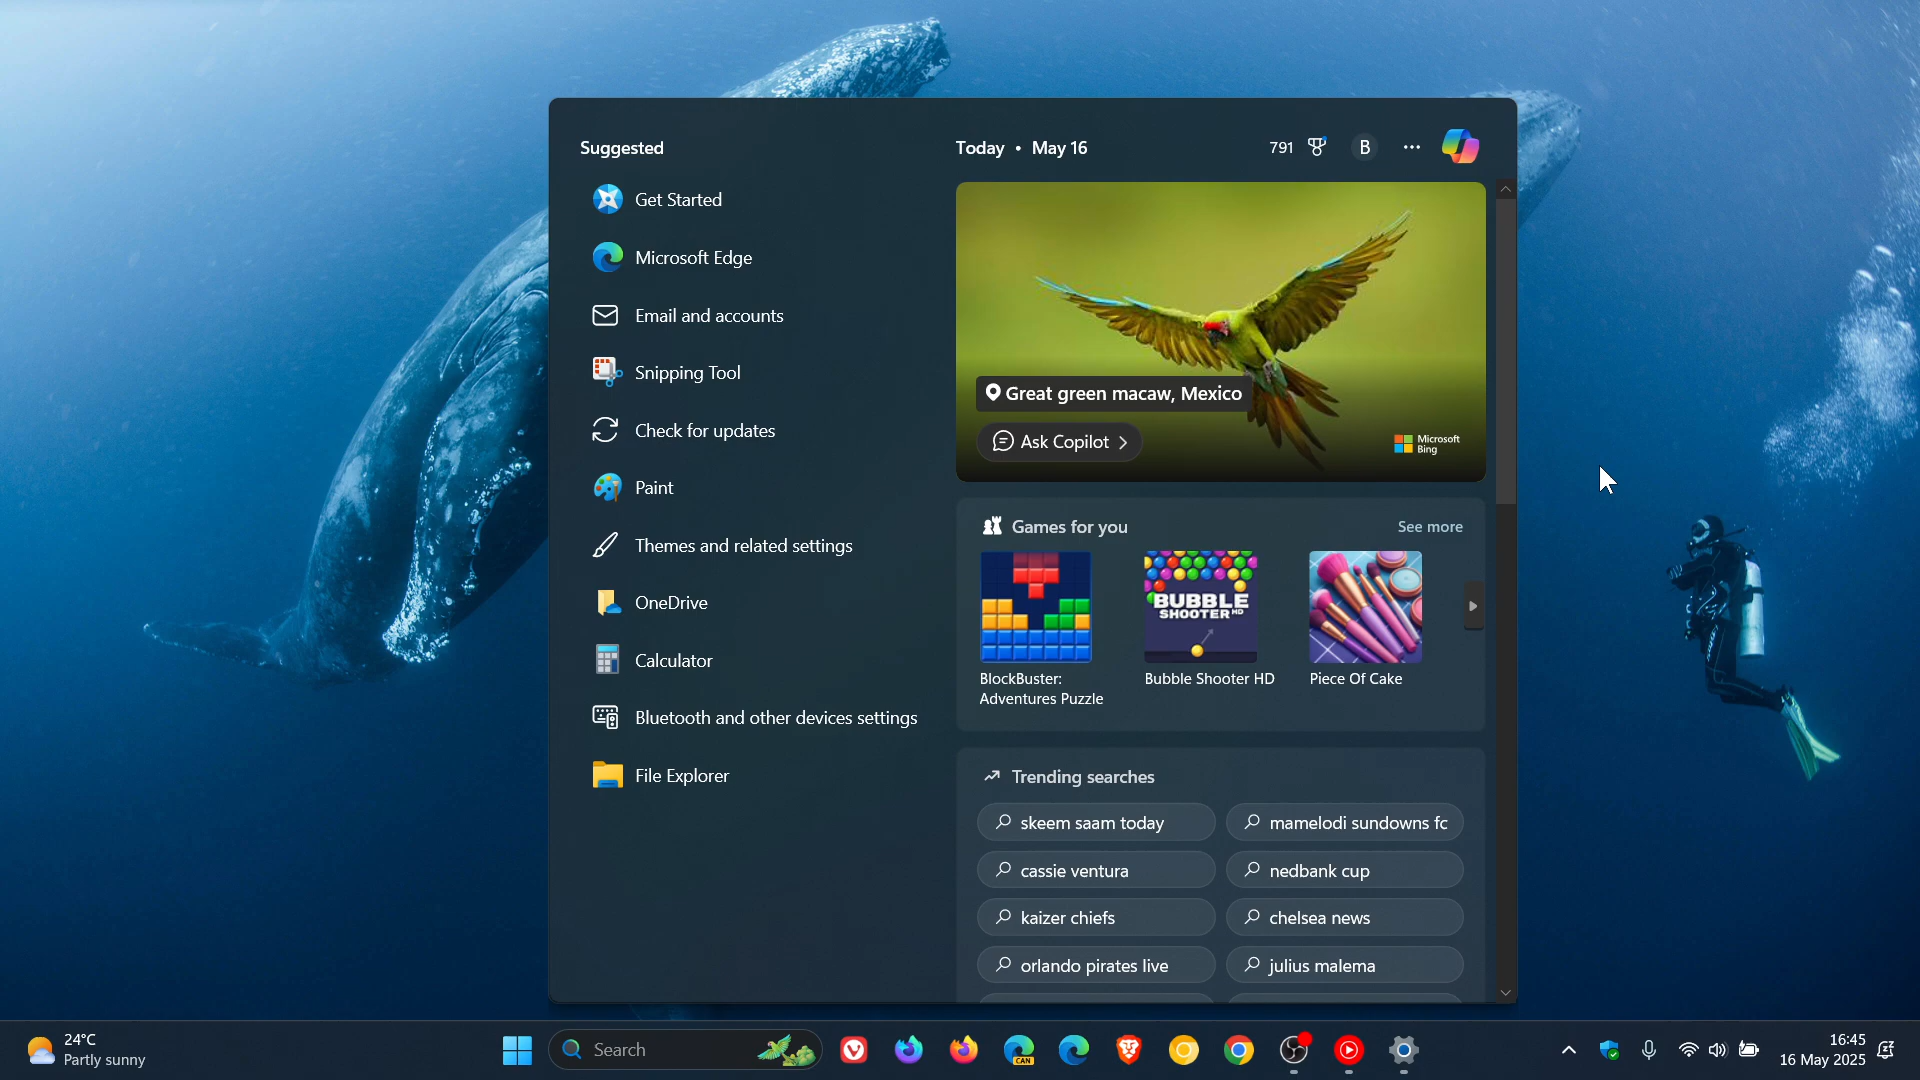 Suggested
Get Started
Microsoft Edge
Email and accounts
Snipping Tool
Check for updates
Paint
Themes and related settings
OneDrive
Calculator
Bluetooth and other devices settings
File Explorer
Today • May 16
791
B
Great green macaw, Mexico
Ask Copilot
Microsoft
Bing
Games for you
See more
BUBBLE
SHOOTER HD
BlockBuster:
Adventures Puzzle
Bubble Shooter HD
Piece Of Cake
Trending searches
skeem saam today
mamelodi sundowns fc
cassie ventura
nedbank cup
kaizer chiefs
chelsea news
orlando pirates live
julius malema
24°C
Partly sunny
Search
CAN
16:45
16 May 2025